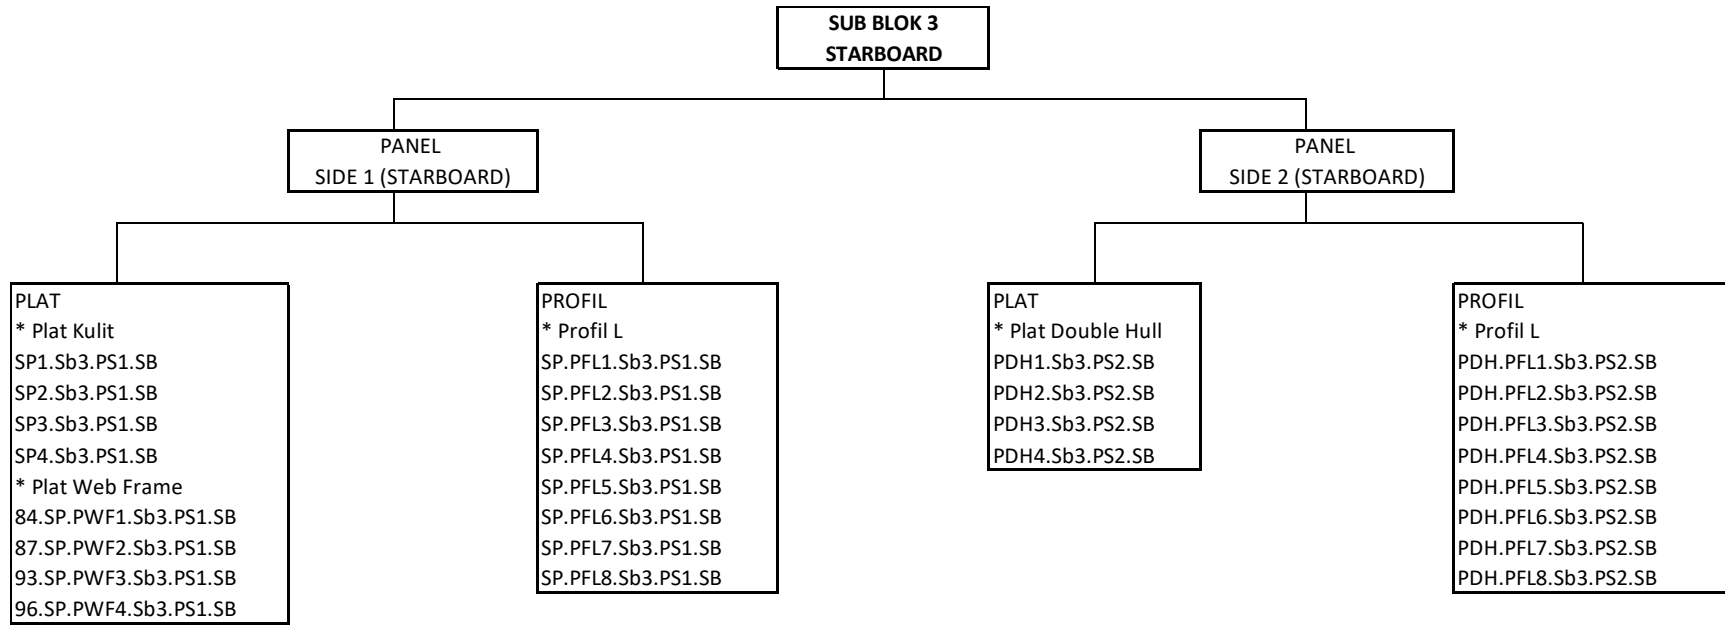 SUB BLOK 3
STARBOARD
PANEL
SIDE 1 (STARBOARD)
PANEL
SIDE 2 (STARBOARD)
PLAT
* Plat Kulit
SP1.Sb3.PS1.SB
SP2.Sb3.PS1.SB
SP3.Sb3.PS1.SB
SP4.Sb3.PS1.SB
* Plat Web Frame
84.SP.PWF1.Sb3.PS1.SB
87.SP.PWF2.Sb3.PS1.SB
93.SP.PWF3.Sb3.PS1.SB
96.SP.PWF4.Sb3.PS1.SB
PROFIL
* Profil L
SP.PFL1.Sb3.PS1.SB
SP.PFL2.Sb3.PS1.SB
SP.PFL3.Sb3.PS1.SB
SP.PFL4.Sb3.PS1.SB
SP.PFL5.Sb3.PS1.SB
SP.PFL6.Sb3.PS1.SB
SP.PFL7.Sb3.PS1.SB
SP.PFL8.Sb3.PS1.SB
PLAT
* Plat Double Hull
PDH1.Sb3.PS2.SB
PDH2.Sb3.PS2.SB
PDH3.Sb3.PS2.SB
PDH4.Sb3.PS2.SB
PROFIL
* Profil L
PDH.PFL1.Sb3.PS2.SB
PDH.PFL2.Sb3.PS2.SB
PDH.PFL3.Sb3.PS2.SB
PDH.PFL4.Sb3.PS2.SB
PDH.PFL5.Sb3.PS2.SB
PDH.PFL6.Sb3.PS2.SB
PDH.PFL7.Sb3.PS2.SB
PDH.PFL8.Sb3.PS2.SB